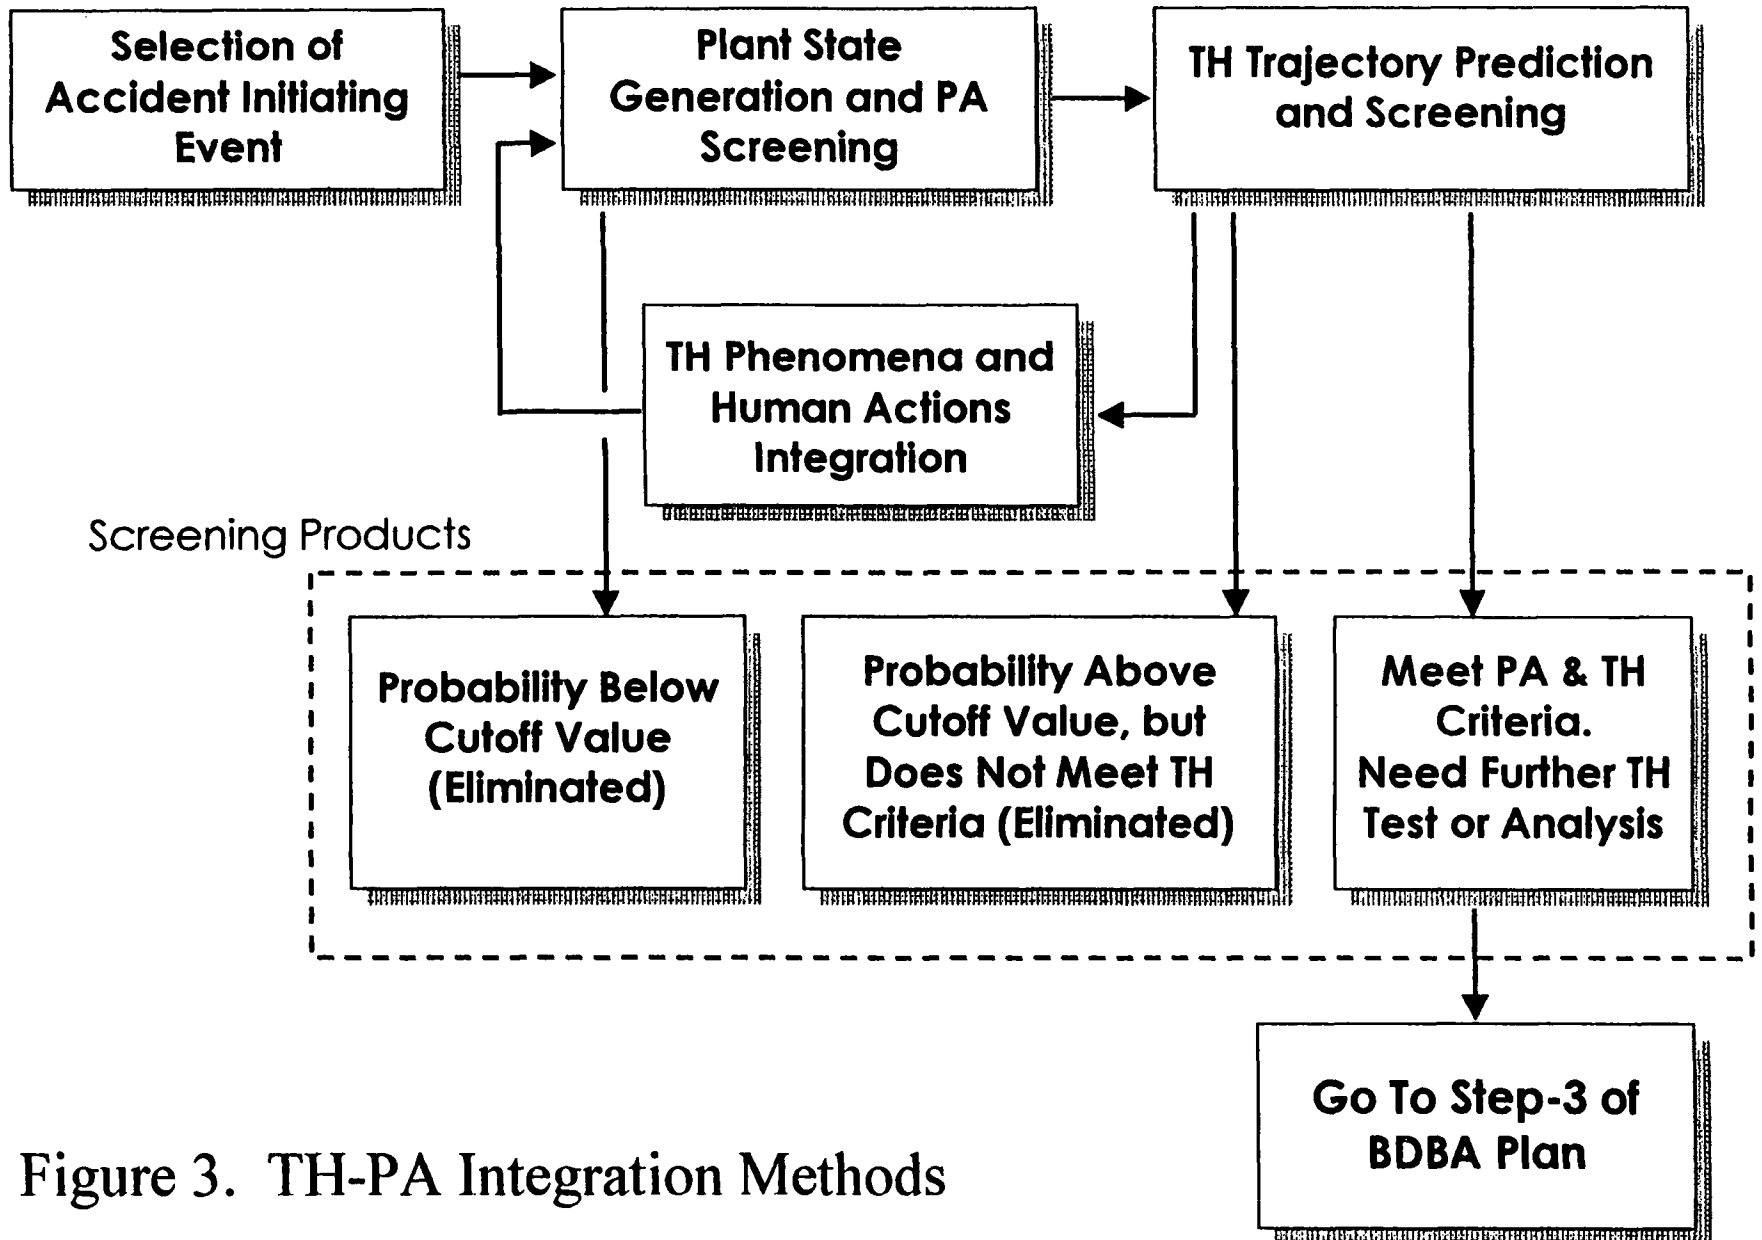 Selection of
Accident Initiating
Event
Plant State
Generation and PA
Screening
TH Trajectory Prediction
and Screening
TH Phenomena and
Human Actions
Integration
Screening Products
Probability Below
Cutoff Value
(Eliminated)
Probability Above
Cutoff Value, but
Does Not Meet TH
Criteria (Eliminated)
Meet PA & TH
Criteria.
Need Further TH
Test or Analysis
Go To Step-3 of
BDBA Plan
Figure 3. TH-PA Integration Methods